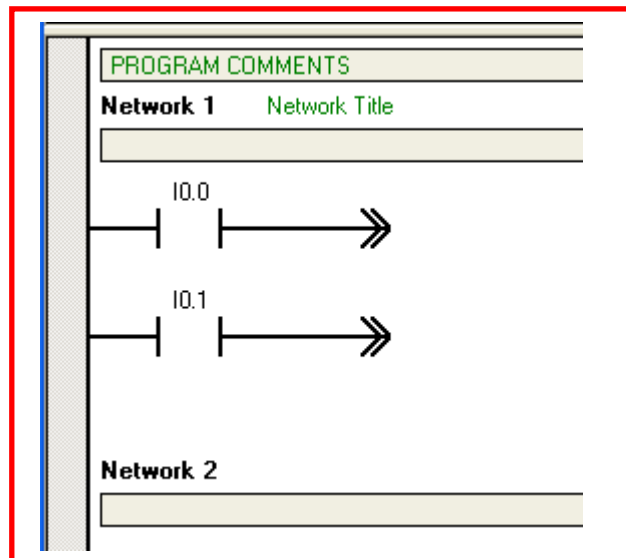 PROGRAM COMMENTS
Network 1 Network Title
I0.0
I0.1
Network 2